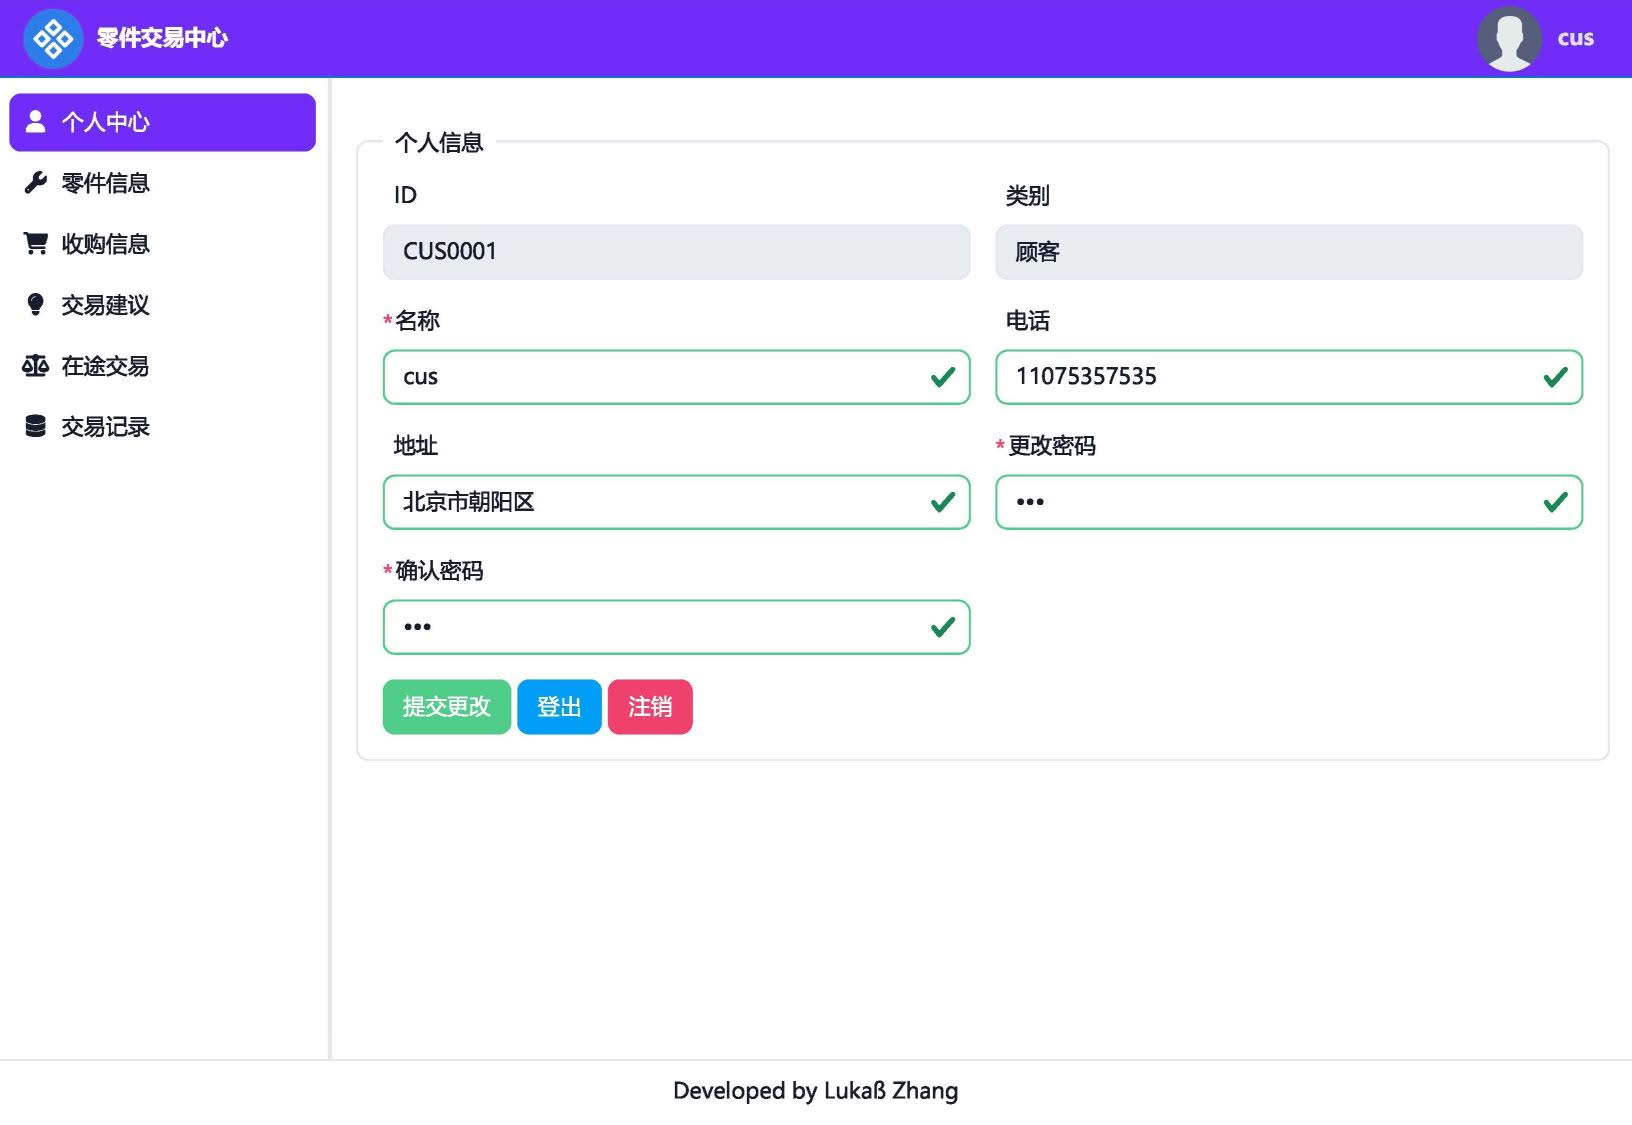 零件交易中心
cus
个人中心
零件信息
收购信息
交易建议
在途交易
交易记录
个人信息
ID
类别
CUS0001
顾客
*名称
电话
cus
11075357535
地址
*更改密码
北京市朝阳区
•••
*确认密码
•••
提交更改 登出 注销
Developed by Lukaß Zhang